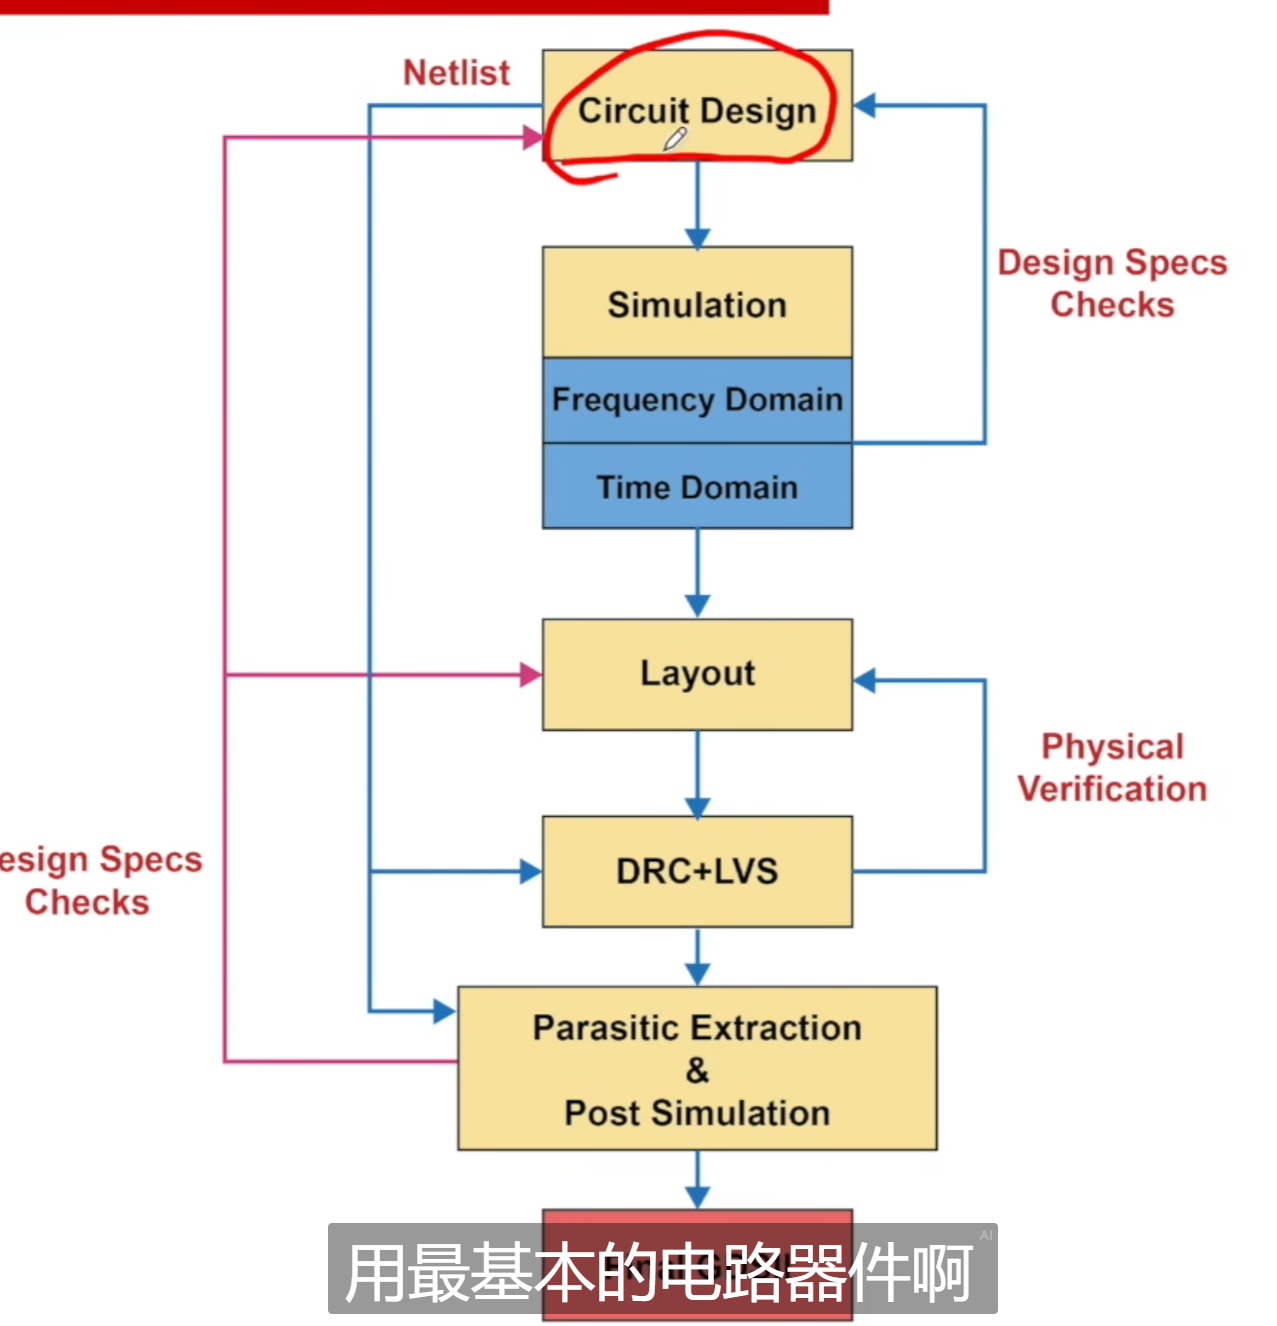 Netlist
Circuit Design
Design Specs
Checks
Simulation
Frequency Domain
Time Domain
Layout
Physical
Verification
esign Specs
Checks
DRC+LVS
Parasitic Extraction
&
Post Simulation
AI
用最基本的电路器件啊